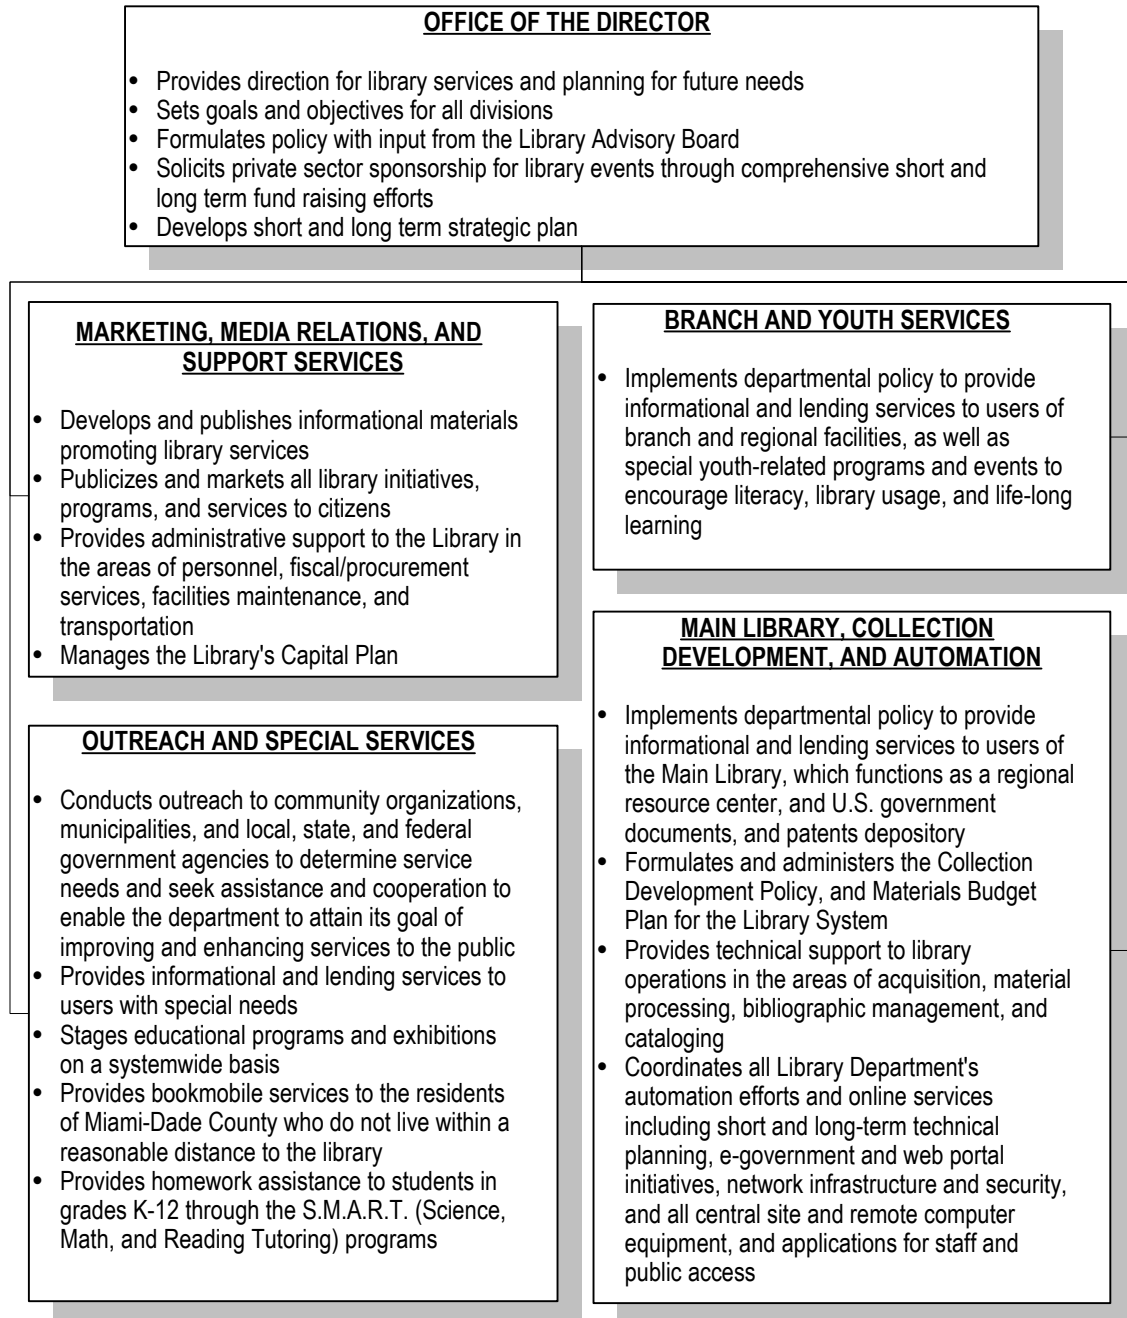 OFFICE OF THE DIRECTOR
• Provides direction for library services and planning for future needs
• Sets goals and objectives for all divisions
• Formulates policy with input from the Library Advisory Board
• Solicits private sector sponsorship for library events through comprehensive short and
long term fund raising efforts
• Develops short and long term strategic plan
MARKETING, MEDIA RELATIONS, AND
SUPPORT SERVICES
• Develops and publishes informational materials
promoting library services
• Publicizes and markets all library initiatives,
programs, and services to citizens
• Provides administrative support to the Library in
the areas of personnel, fiscal/procurement
services, facilities maintenance, and
transportation
• Manages the Library's Capital Plan
BRANCH AND YOUTH SERVICES
• Implements departmental policy to provide
informational and lending services to users of
branch and regional facilities, as well as
special youth-related programs and events to
encourage literacy, library usage, and life-long
learning
OUTREACH AND SPECIAL SERVICES
• Conducts outreach to community organizations,
municipalities, and local, state, and federal
government agencies to determine service
needs and seek assistance and cooperation to
enable the department to attain its goal of
improving and enhancing services to the public
• Provides informational and lending services to
users with special needs
• Stages educational programs and exhibitions
on a systemwide basis
• Provides bookmobile services to the residents
of Miami-Dade County who do not live within a
reasonable distance to the library
• Provides homework assistance to students in
grades K-12 through the S.M.A.R.T. (Science,
Math, and Reading Tutoring) programs
MAIN LIBRARY, COLLECTION
DEVELOPMENT, AND AUTOMATION
• Implements departmental policy to provide
informational and lending services to users of
the Main Library, which functions as a regional
resource center, and U.S. government
documents, and patents depository
• Formulates and administers the Collection
Development Policy, and Materials Budget
Plan for the Library System
• Provides technical support to library
operations in the areas of acquisition, material
processing, bibliographic management, and
cataloging
• Coordinates all Library Department's
automation efforts and online services
including short and long-term technical
planning, e-government and web portal
initiatives, network infrastructure and security,
and all central site and remote computer
equipment, and applications for staff and
public access